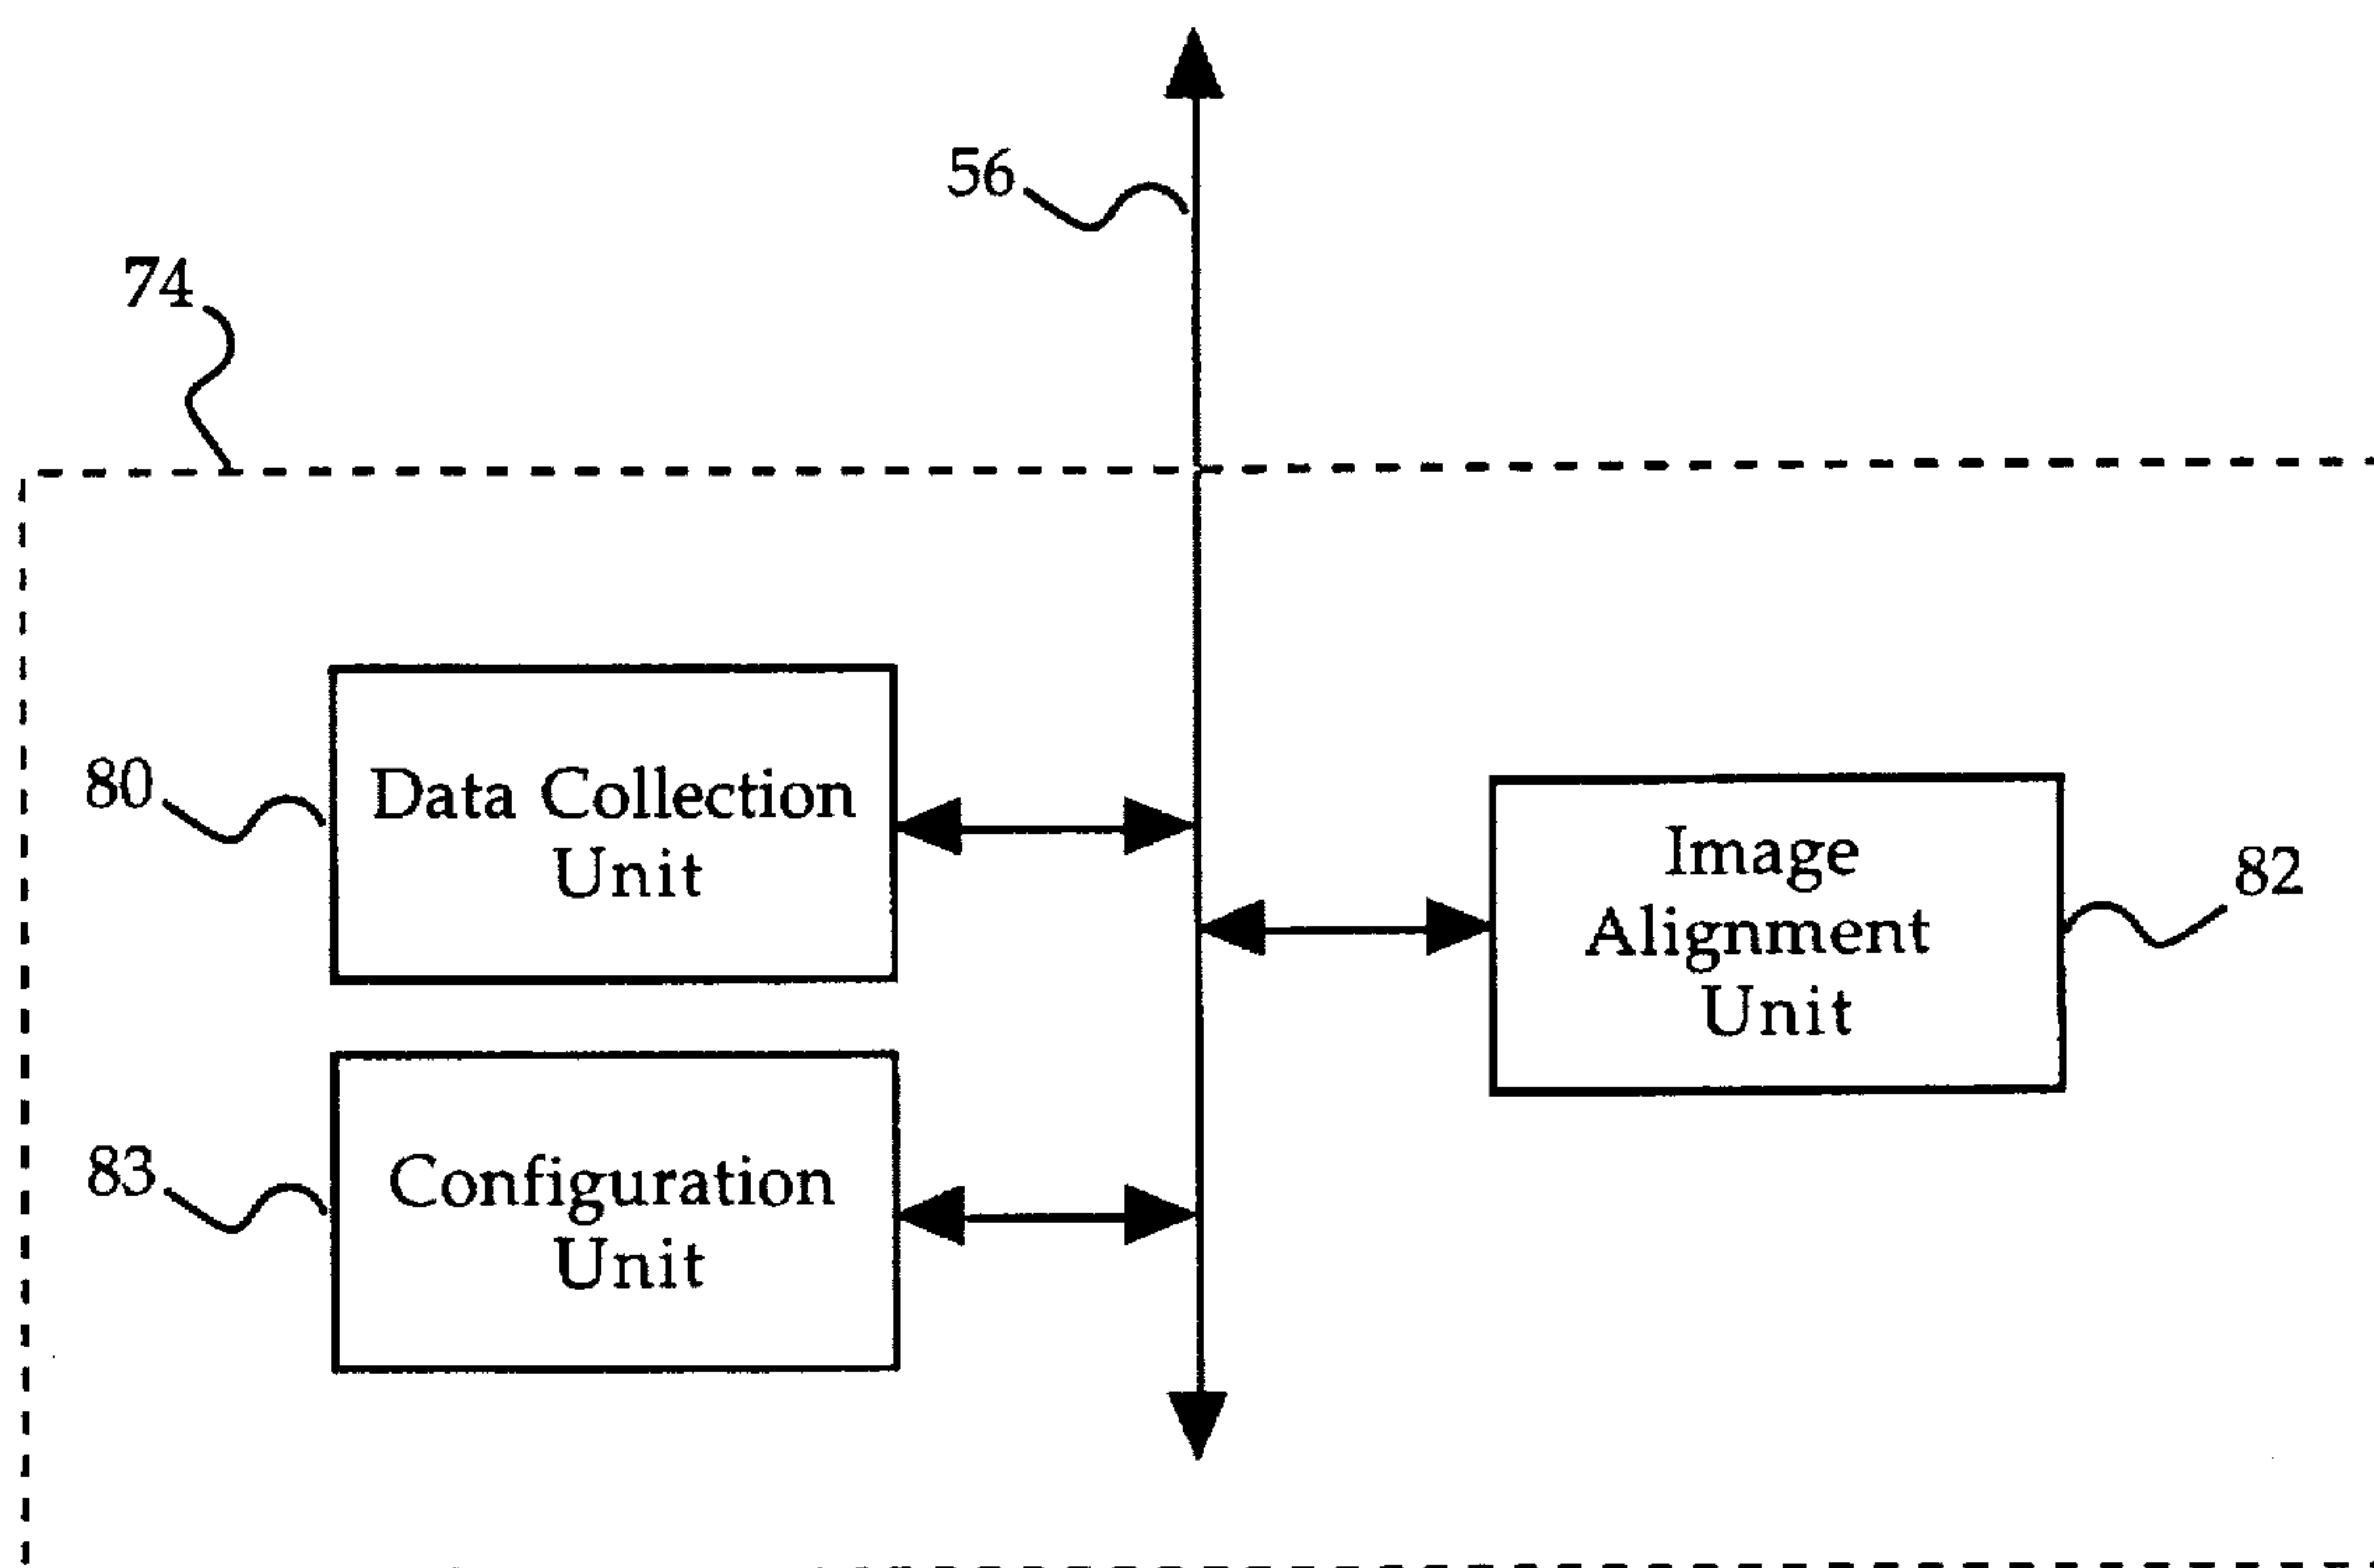 56
74
80
Data Collection
Unit
Image
Alignment
Unit
82
83
Configuration
Unit